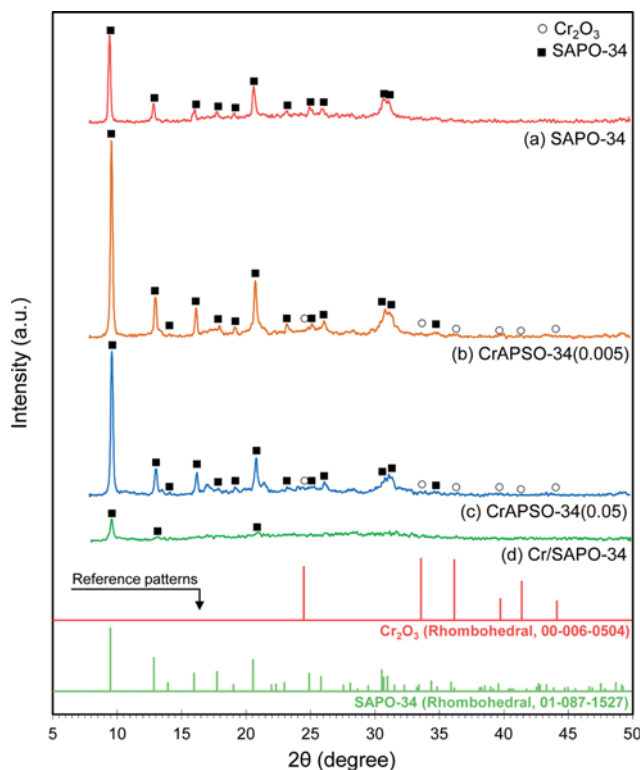 ○ Cr₂O₃
■ SAPO-34
(a) SAPO-34
(b) CrAPSO-34(0.005)
(c) CrAPSO-34(0.05)
(d) Cr/SAPO-34
Reference patterns
Cr₂O₃ (Rhombohedral, 00-006-0504)
SAPO-34 (Rhombohedral, 01-087-1527)
Intensity (a.u.)
5 10 15 20 25 30 35 40 45 50
2θ (degree)